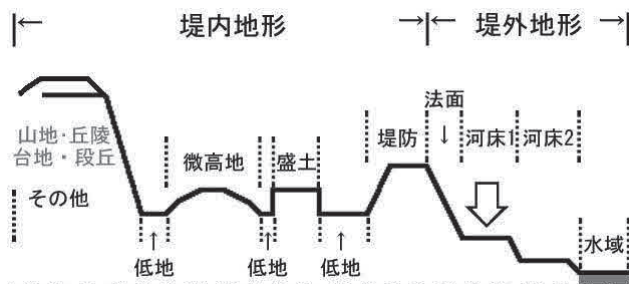 |← 堤内地形 →|← 堤外地形 →|
法面
↓
堤防
河床1
河床2
山地・丘陵
台地・段丘
微高地
盛土
その他
水域
↑
低地
↑
低地
↑
低地